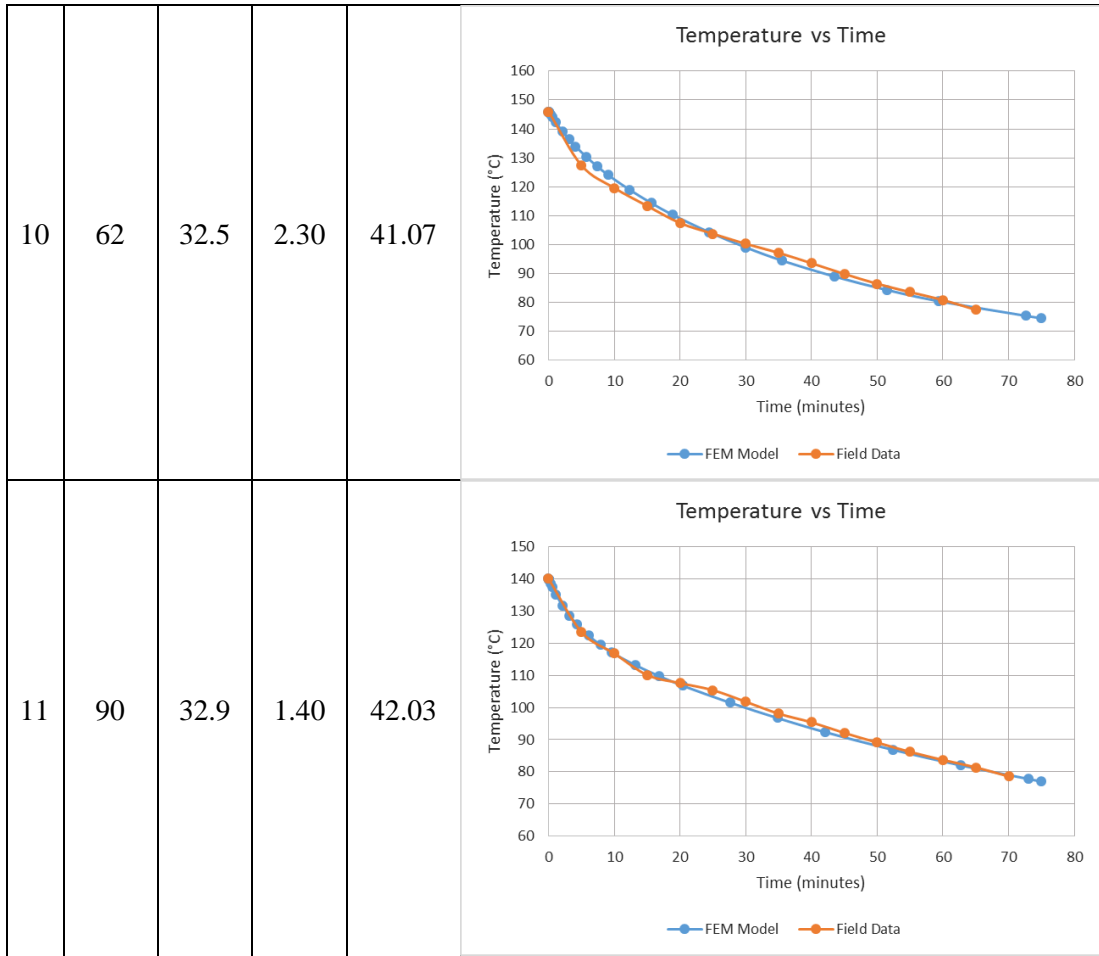 10 62 32.5 2.30 41.07
Temperature vs Time
Temperature (°C)
160
150
140
130
120
110
100
90
80
70
60
0 10 20 30 40 50 60 70 80
Time (minutes)
FEM Model Field Data
11 90 32.9 1.40 42.03
Temperature vs Time
Temperature (°C)
150
140
130
120
110
100
90
80
70
60
0 10 20 30 40 50 60 70 80
Time (minutes)
FEM Model Field Data